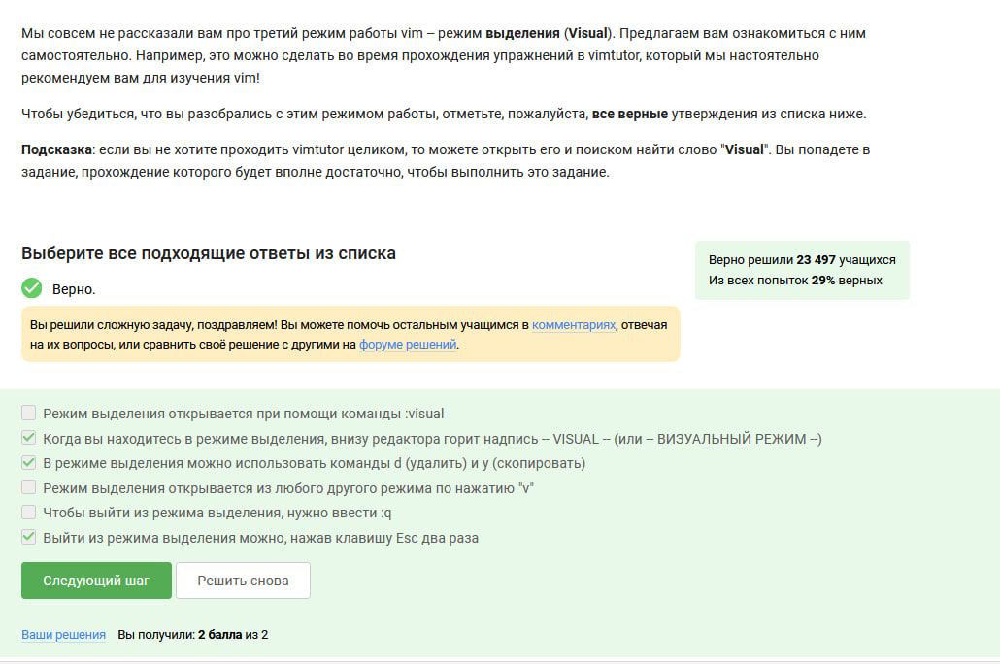 Мы совсем не рассказали вам про третий режим работы vim – режим выделения (Visual). Предлагаем вам ознакомиться с ним
самостоятельно. Например, это можно сделать во время прохождения упражнений в vimtutor, который мы настоятельно
рекомендуем вам для изучения vim!
Чтобы убедиться, что вы разобрались с этим режимом работы, отметьте, пожалуйста, все верные утверждения из списка ниже.
Подсказка: если вы не хотите проходить vimtutor целиком, то можете открыть его и поиском найти слово "Visual". Вы попадете в
задание, прохождение которого будет вполне достаточно, чтобы выполнить это задание.
Выберите все подходящие ответы из списка
Верно решили 23 497 учащихся
Из всех попыток 29% верных
Верно.
Вы решили сложную задачу, поздравляем! Вы можете помочь остальным учащимся в комментариях, отвечая
на их вопросы, или сравнить своё решение с другими на форуме решений.
Режим выделения открывается при помощи команды :visual
Когда вы находитесь в режиме выделения, внизу редактора горит надпись -- VISUAL -- (или -- ВИЗУАЛЬНЫЙ РЕЖИМ --)
В режиме выделения можно использовать команды d (удалить) и y (скопировать)
Режим выделения открывается из любого другого режима по нажатию "v"
Чтобы выйти из режима выделения, нужно ввести :q
Выйти из режима выделения можно, нажав клавишу Esc два раза
Следующий шаг
Решить снова
Ваши решения Вы получили: 2 балла из 2